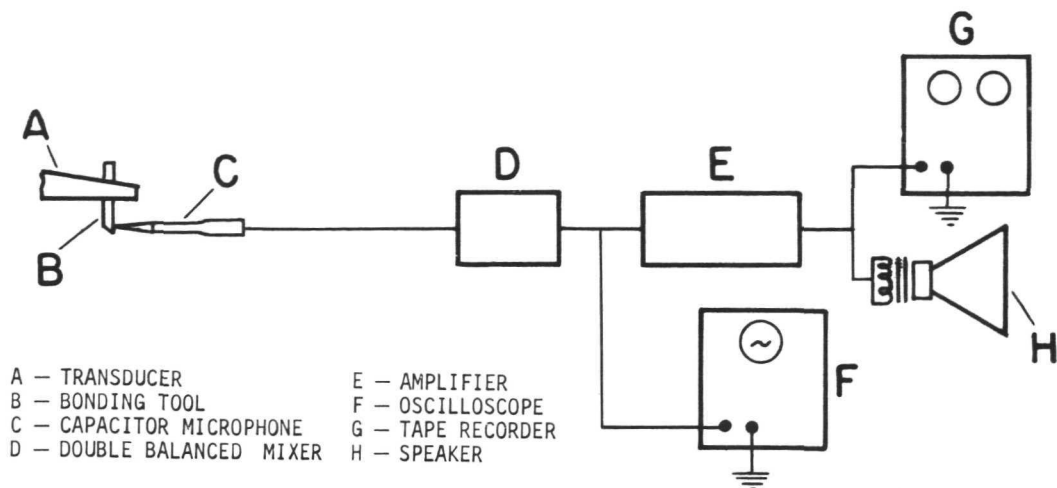 G
A
C
D
E
B
H
F
A — TRANSDUCER
B — BONDING TOOL
C — CAPACITOR MICROPHONE
D — DOUBLE BALANCED MIXER
E — AMPLIFIER
F — OSCILLOSCOPE
G — TAPE RECORDER
H — SPEAKER